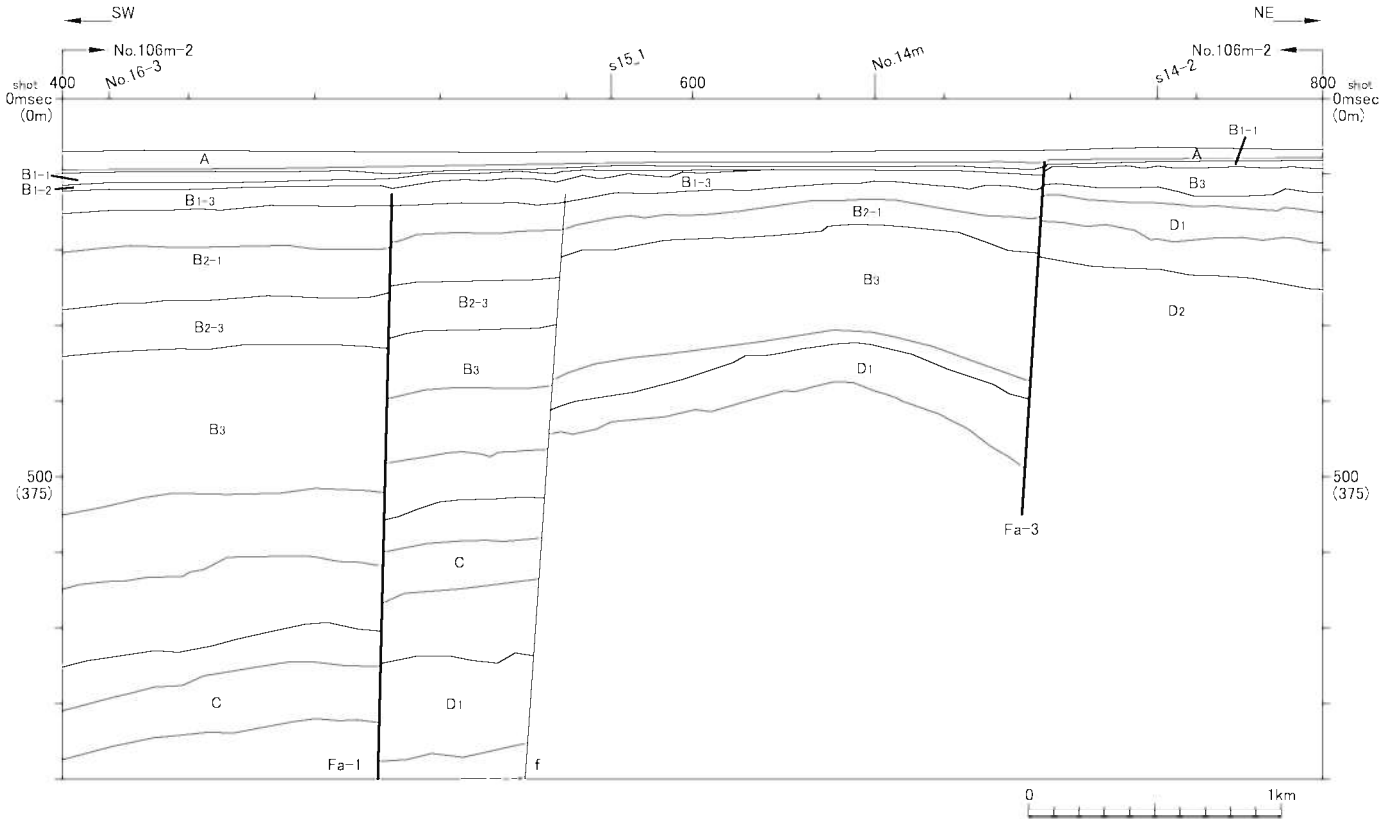 SW NE
No.106m-2 No.106m-2
No.16-3 s15_1 No.14m s14-2
shot 400 600 800 shot
0msec 0msec
(0m) (0m)
B1-1
A A
B1-1
B1-2
B1-3 B1-3 B3
B2-1 B2-1 D1
B2-3 B2-3 B3 D2
B3 D1
B3
500 500
(375) (375)
Fa-3
C
C D1
Fa-1 f
0 1km